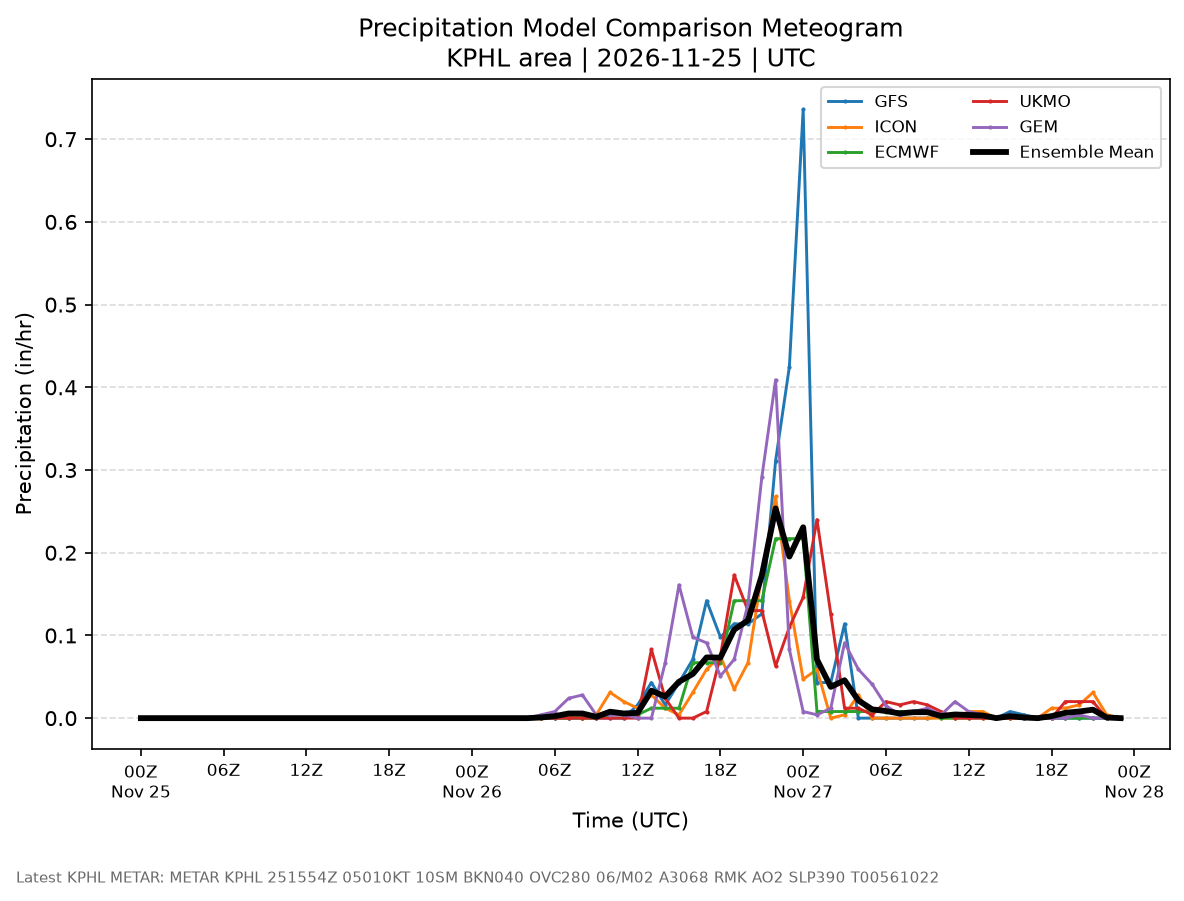 Precipitation Model Comparison Meteogram
KPHL area | 2026-11-25 | UTC
GFS
ICON
ECMWF
UKMO
GEM
Ensemble Mean
Precipitation (in/hr)
0.7
0.6
0.5
0.4
0.3
0.2
0.1
0.0
00Z 06Z 12Z 18Z 00Z 06Z 12Z 18Z 00Z 06Z 12Z 18Z 00Z
Nov 25 Nov 26 Nov 27 Nov 28
Time (UTC)
Latest KPHL METAR: METAR KPHL 251554Z 05010KT 10SM BKN040 OVC280 06/M02 A3068 RMK AO2 SLP390 T00561022